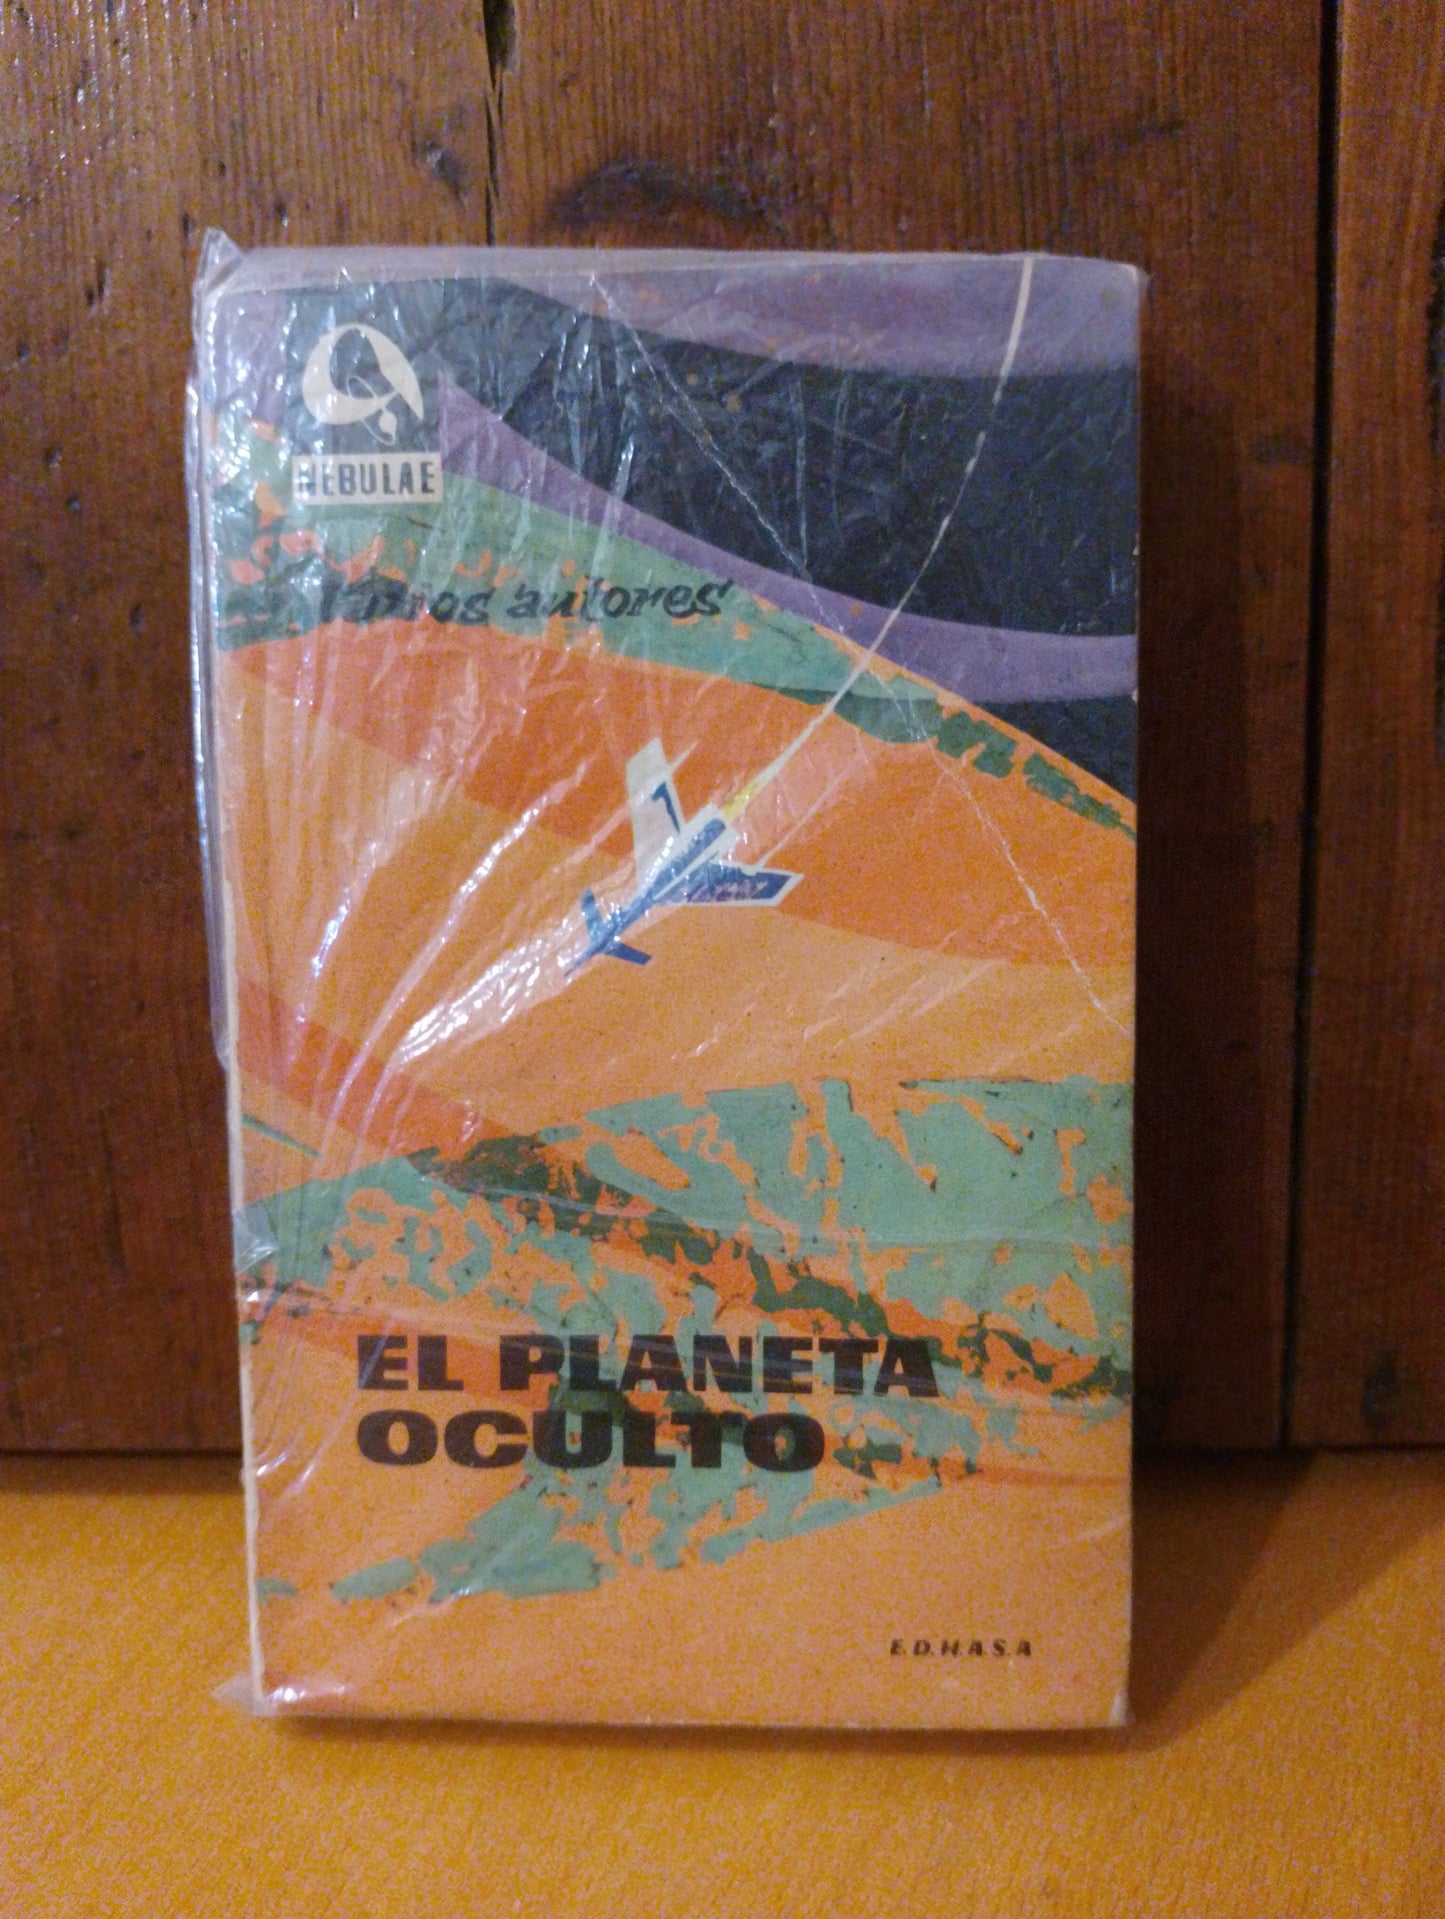 NEBULAE
Varios autores
EL PLANETA
OCULTO
E.D.H.A.S.A